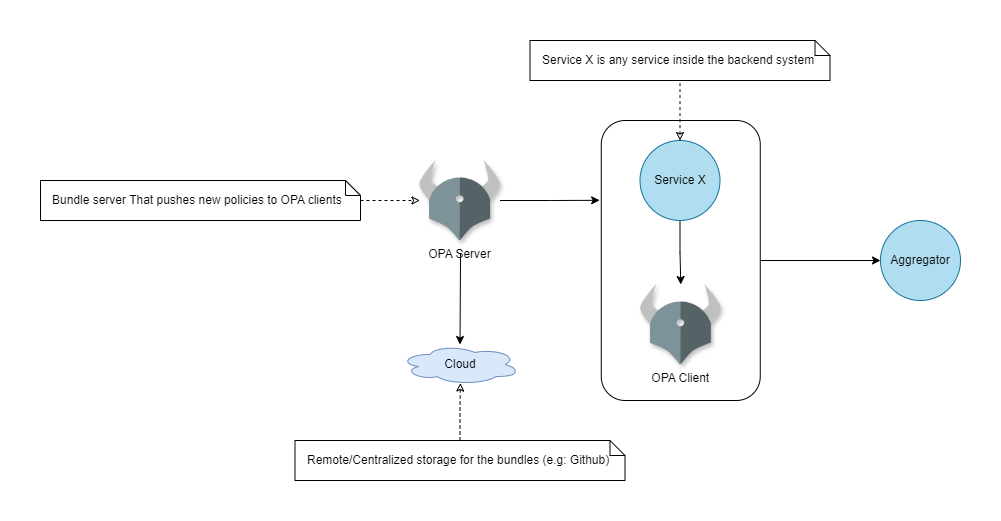 Service X is any service inside the backend system
Service X
Bundle server That pushes new policies to OPA clients
OPA Server
Aggregator
Cloud
OPA Client
Remote/Centralized storage for the bundles (e.g: Github)